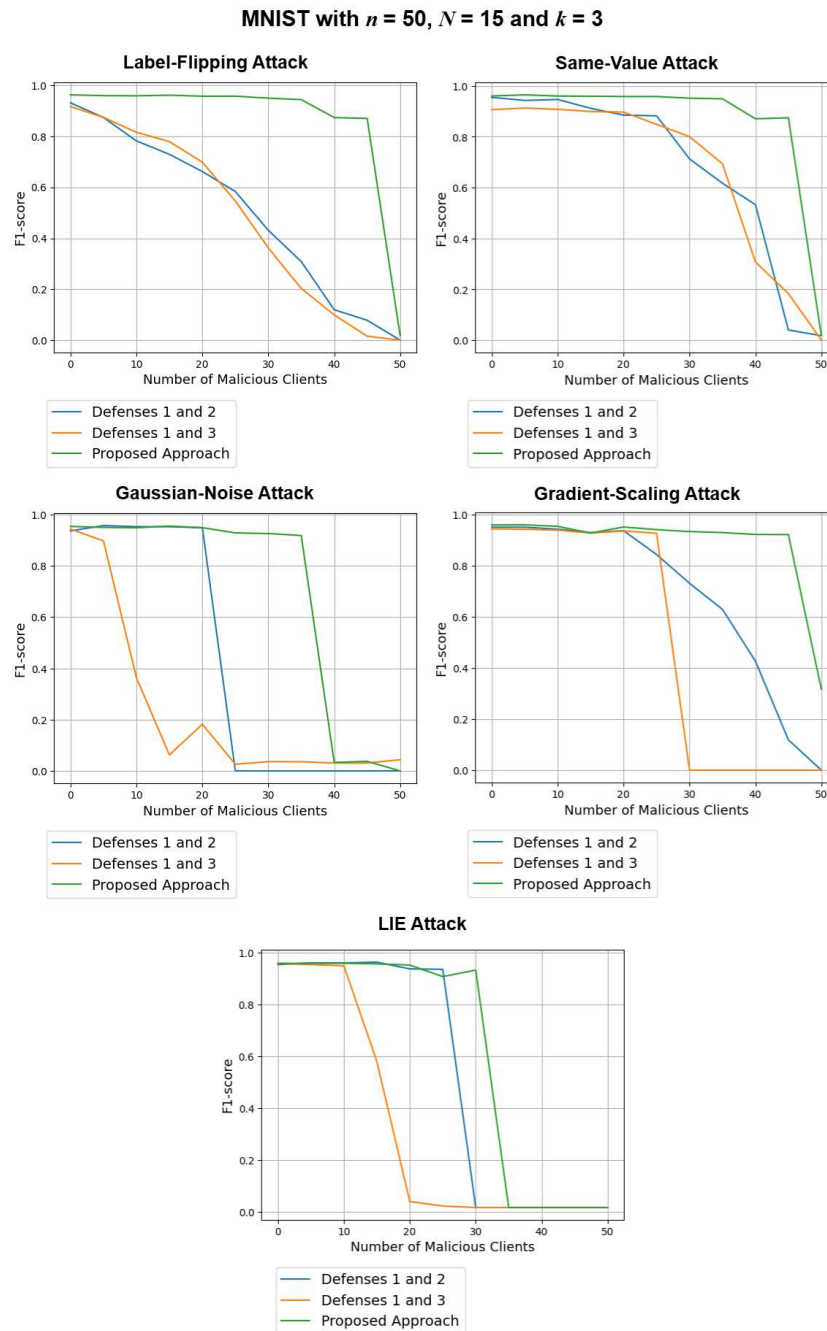 MNIST with n = 50, N = 15 and k = 3
Label-Flipping Attack
1.0
0.8
0.6
0.4
0.2
0.0
F1-score
0 10 20 30 40 50
Number of Malicious Clients
Defenses 1 and 2
Defenses 1 and 3
Proposed Approach
Same-Value Attack
1.0
0.8
0.6
0.4
0.2
0.0
F1-score
0 10 20 30 40 50
Number of Malicious Clients
Defenses 1 and 2
Defenses 1 and 3
Proposed Approach
Gaussian-Noise Attack
1.0
0.8
0.6
0.4
0.2
0.0
F1-score
0 10 20 30 40 50
Number of Malicious Clients
Defenses 1 and 2
Defenses 1 and 3
Proposed Approach
Gradient-Scaling Attack
1.0
0.8
0.6
0.4
0.2
0.0
F1-score
0 10 20 30 40 50
Number of Malicious Clients
Defenses 1 and 2
Defenses 1 and 3
Proposed Approach
LIE Attack
1.0
0.8
0.6
0.4
0.2
0.0
F1-score
0 10 20 30 40 50
Number of Malicious Clients
Defenses 1 and 2
Defenses 1 and 3
Proposed Approach